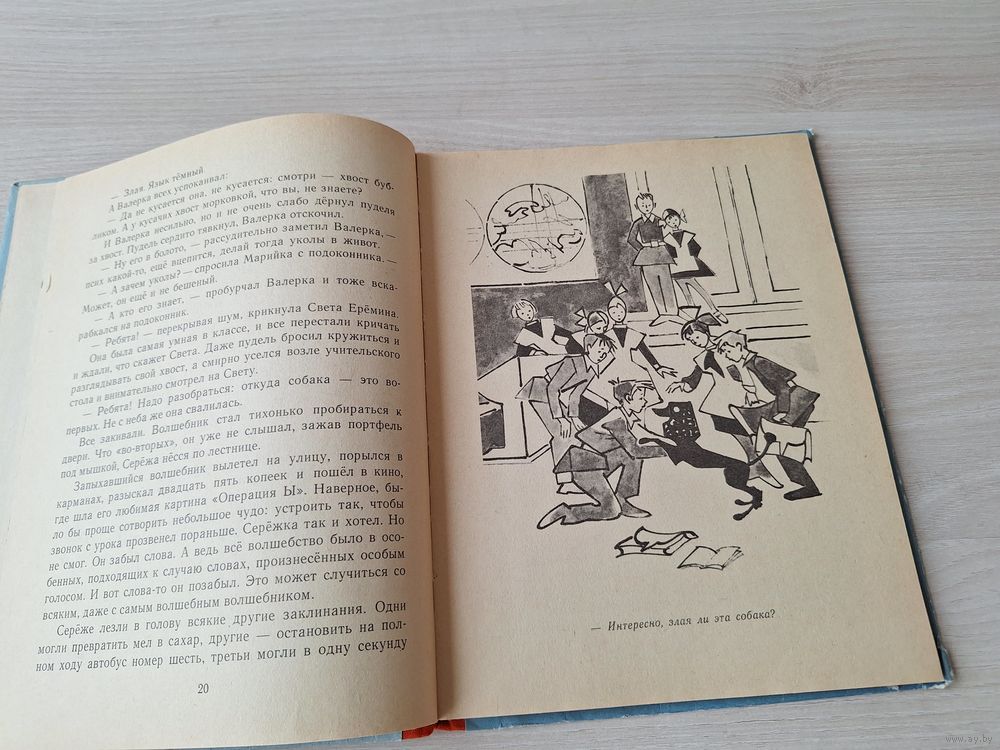 — Злая. Язык тёмный
А Валерка всех успокаивал:
— Да не кусается она, не кусается: смотри — хвост буб-
ликом. А у кусачих хвост морковкой, что вы, не знаете?
И Валерка несильно, но и не очень слабо дёрнул пуделя
за хвост. Пудель сердито тявкнул, Валерка отскочил.
— Ну его в болото, — рассудительно заметил Валерка, —
псих какой-то, ещё вцепится, делай тогда уколы в живот.
— А зачем уколы? — спросила Марийка с подоконника. —
Может, он ещё и не бешеный.
— А кто его знает, — пробурчал Валерка и тоже вска-
рабкался на подоконник.
— Ребята! — перекрывая шум, крикнула Света Ерёмина.
Она была самая умная в классе, и все перестали кричать
и ждали, что скажет Света. Даже пудель бросил кружиться и
разглядывать свой хвост, а смирно уселся возле учительского
стола и внимательно смотрел на Свету.
— Ребята! Надо разобраться: откуда собака — это во-
первых. Не с неба же она свалилась.
Все закивали. Волшебник стал тихонько пробираться к
двери. Что «во-вторых», он уже не слышал, зажав портфель
под мышкой, Серёжа нёсся по лестнице.
Запыхавшийся волшебник вылетел на улицу, порылся в
карманах, разыскал двадцать пять копеек и пошёл в кино,
где шла его любимая картина «Операция Ы». Наверное, бы-
ло бы проще сотворить небольшое чудо: устроить так, чтобы
звонок с урока прозвенел пораньше. Серёжка так и хотел. Но
не смог. Он забыл слова. А ведь всё волшебство было в осо-
бенных, подходящих к случаю словах, произнесённых особым
голосом. И вот слова-то он позабыл. Это может случиться со
всяким, даже с самым волшебным волшебником.
Серёже лезли в голову всякие другие заклинания. Одни
могли превратить мел в сахар, другие — остановить на пол-
ном ходу автобус номер шесть, третьи могли в одну секунду
20
— Интересно, злая ли эта собака?
www.ay.by